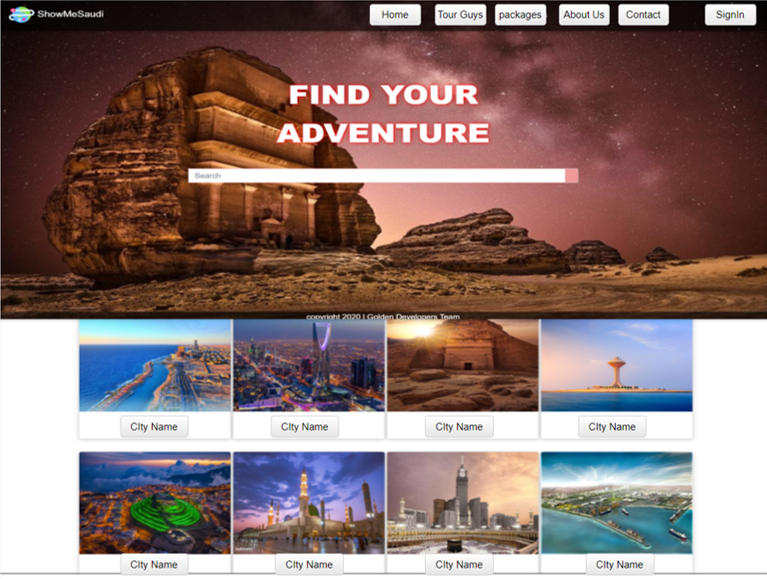 ShowMeSaudi
Home
Tour Guys
packages
About Us
Contact
SignIn
FIND YOUR
ADVENTURE
Search
copyright 2020 | Golden Developers Team
CIty Name
CIty Name
CIty Name
CIty Name
CIty Name
CIty Name
CIty Name
CIty Name